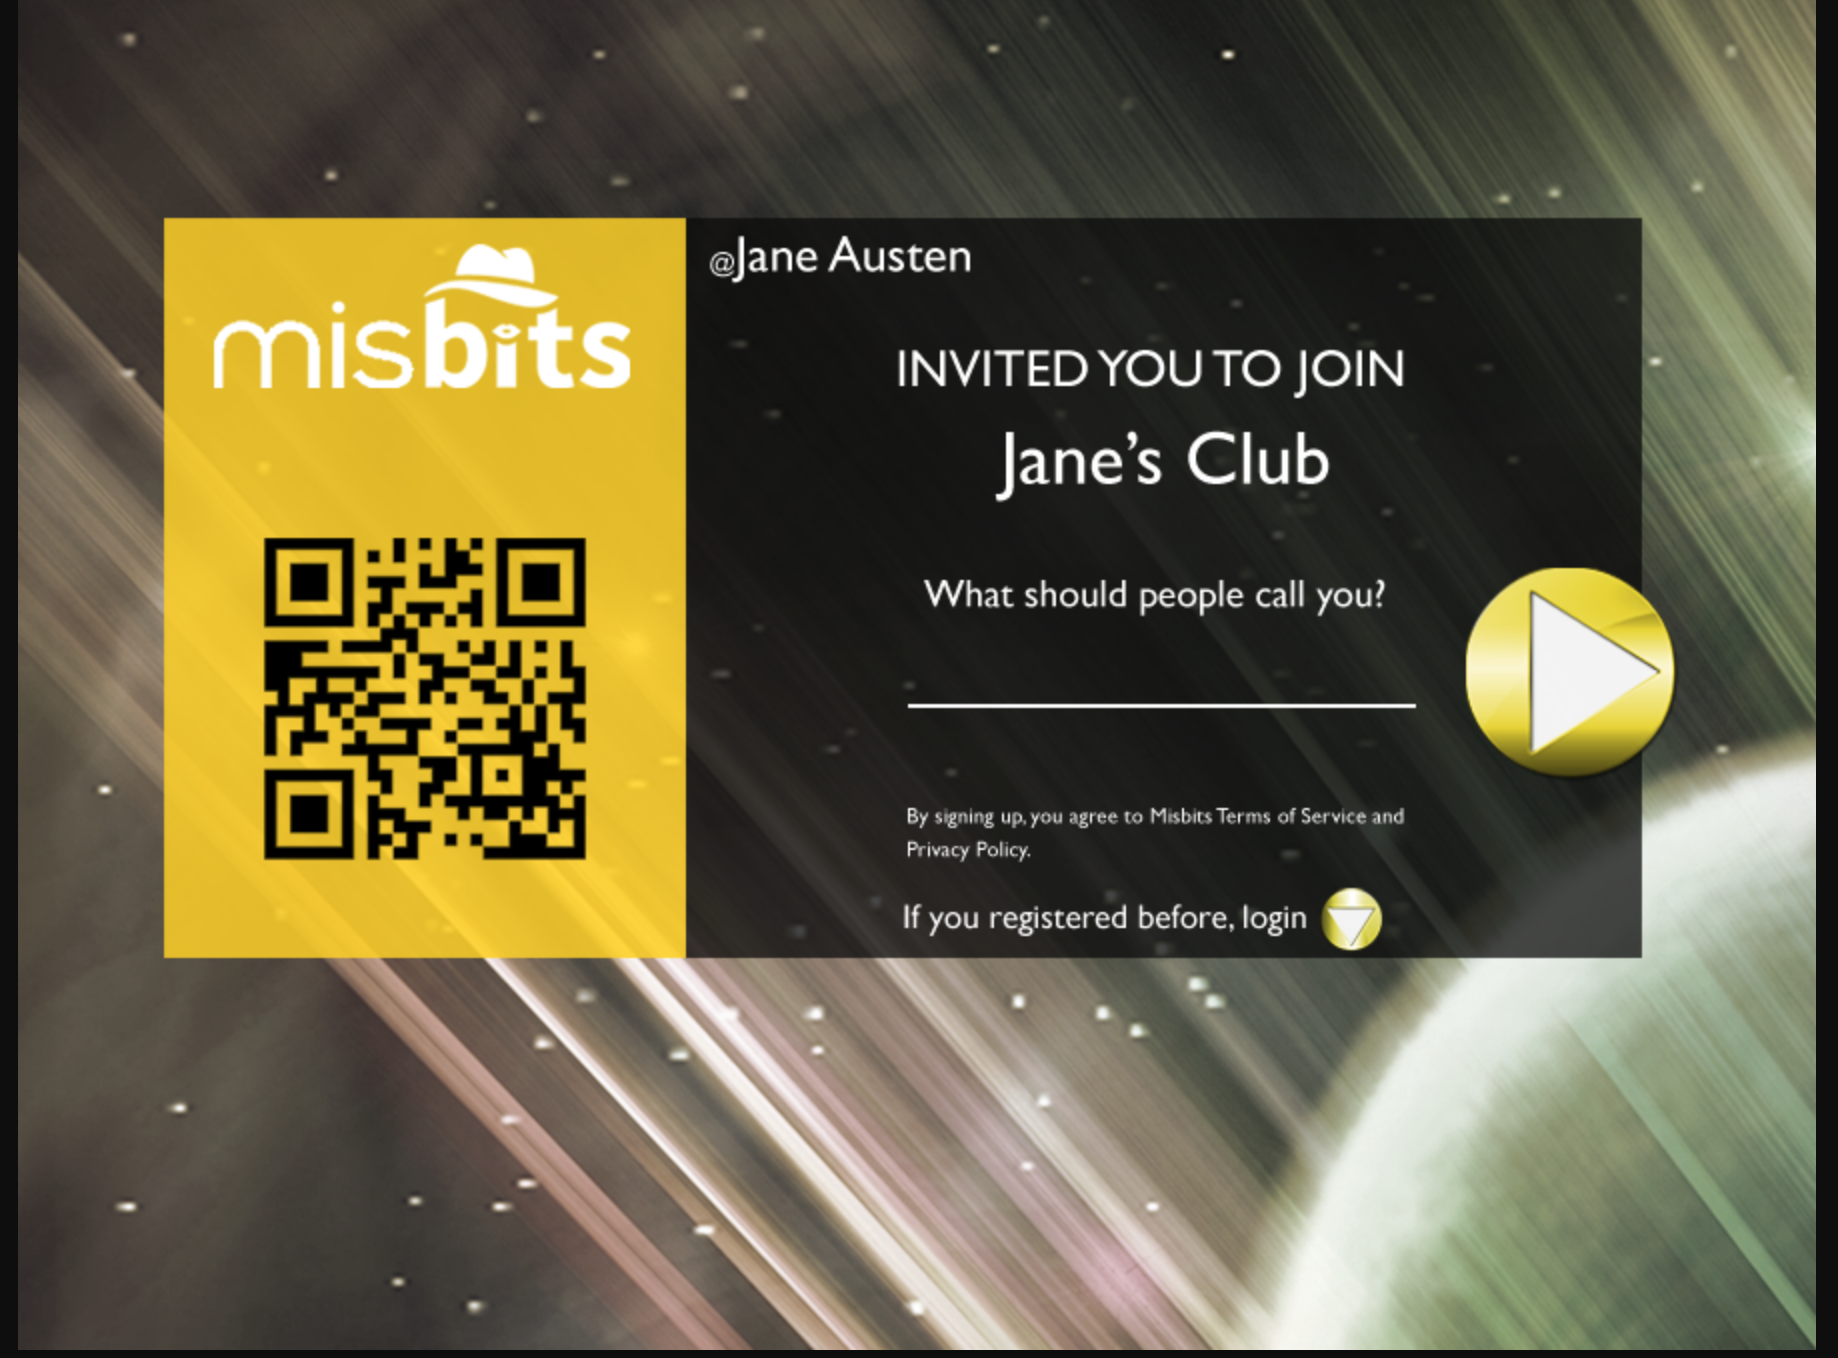 misbits
@Jane Austen
INVITED YOU TO JOIN
Jane's Club
What should people call you?
By signing up, you agree to Misbits Terms of Service and
Privacy Policy.
If you registered before, login